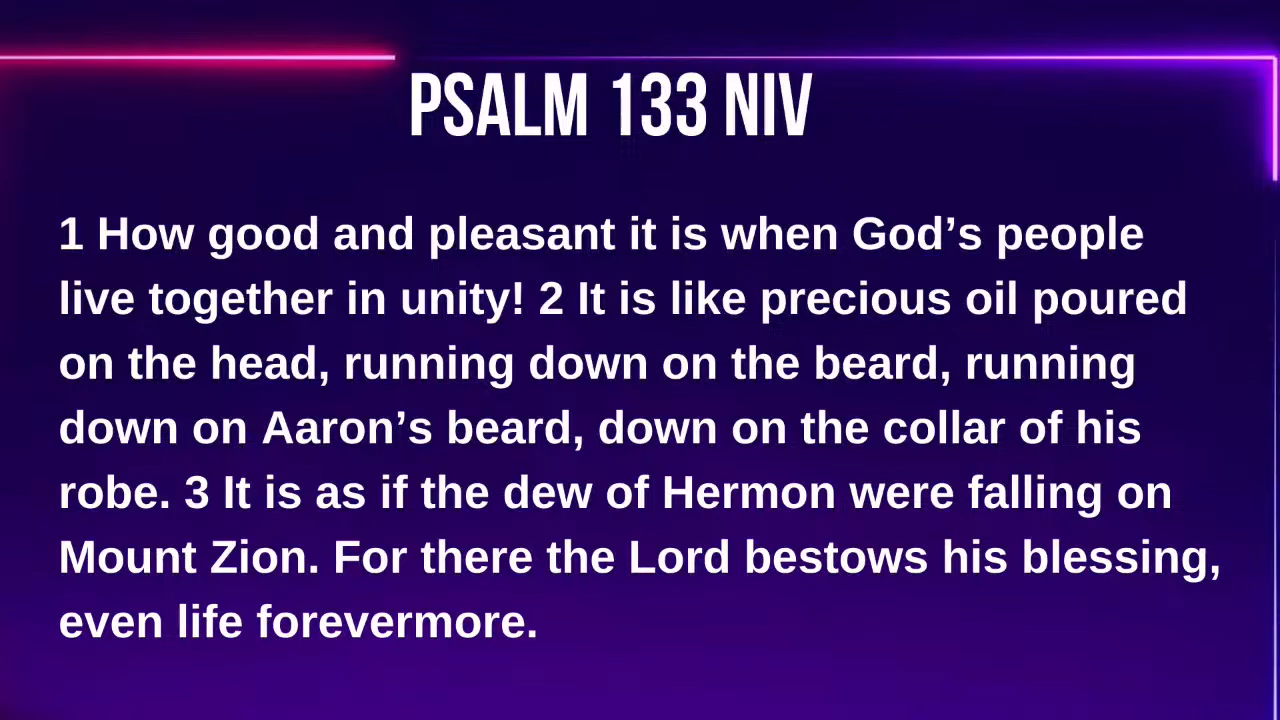 PSALM 133 NIV
1 How good and pleasant it is when God’s people
live together in unity! 2 It is like precious oil poured
on the head, running down on the beard, running
down on Aaron’s beard, down on the collar of his
robe. 3 It is as if the dew of Hermon were falling on
Mount Zion. For there the Lord bestows his blessing,
even life forevermore.